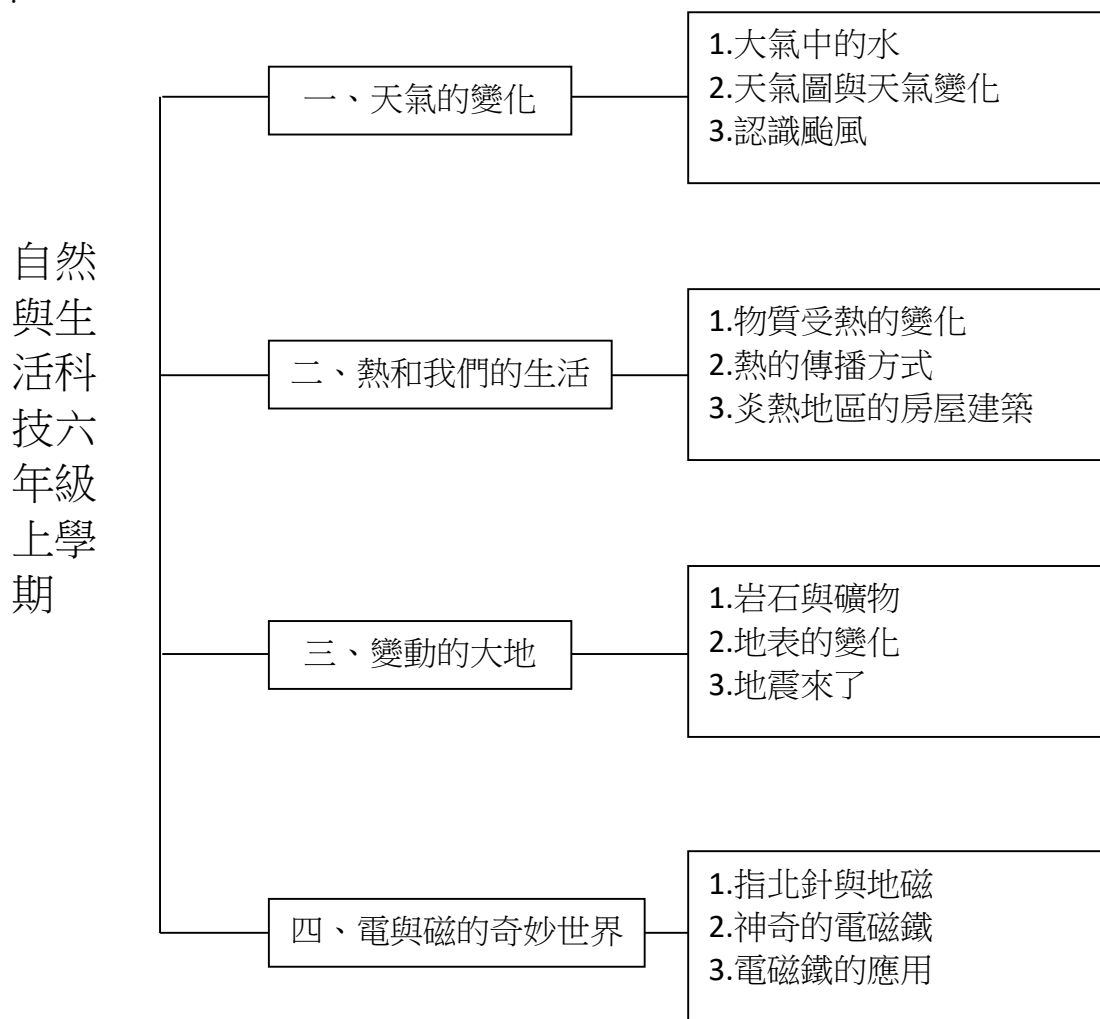 自然
與生
活科
技六
年級
上學
期
一、天氣的變化
1.大氣中的水
2.天氣圖與天氣變化
3.認識颱風
二、熱和我們的生活
1.物質受熱的變化
2.熱的傳播方式
3.炎熱地區的房屋建築
三、變動的大地
1.岩石與礦物
2.地表的變化
3.地震來了
四、電與磁的奇妙世界
1.指北針與地磁
2.神奇的電磁鐵
3.電磁鐵的應用